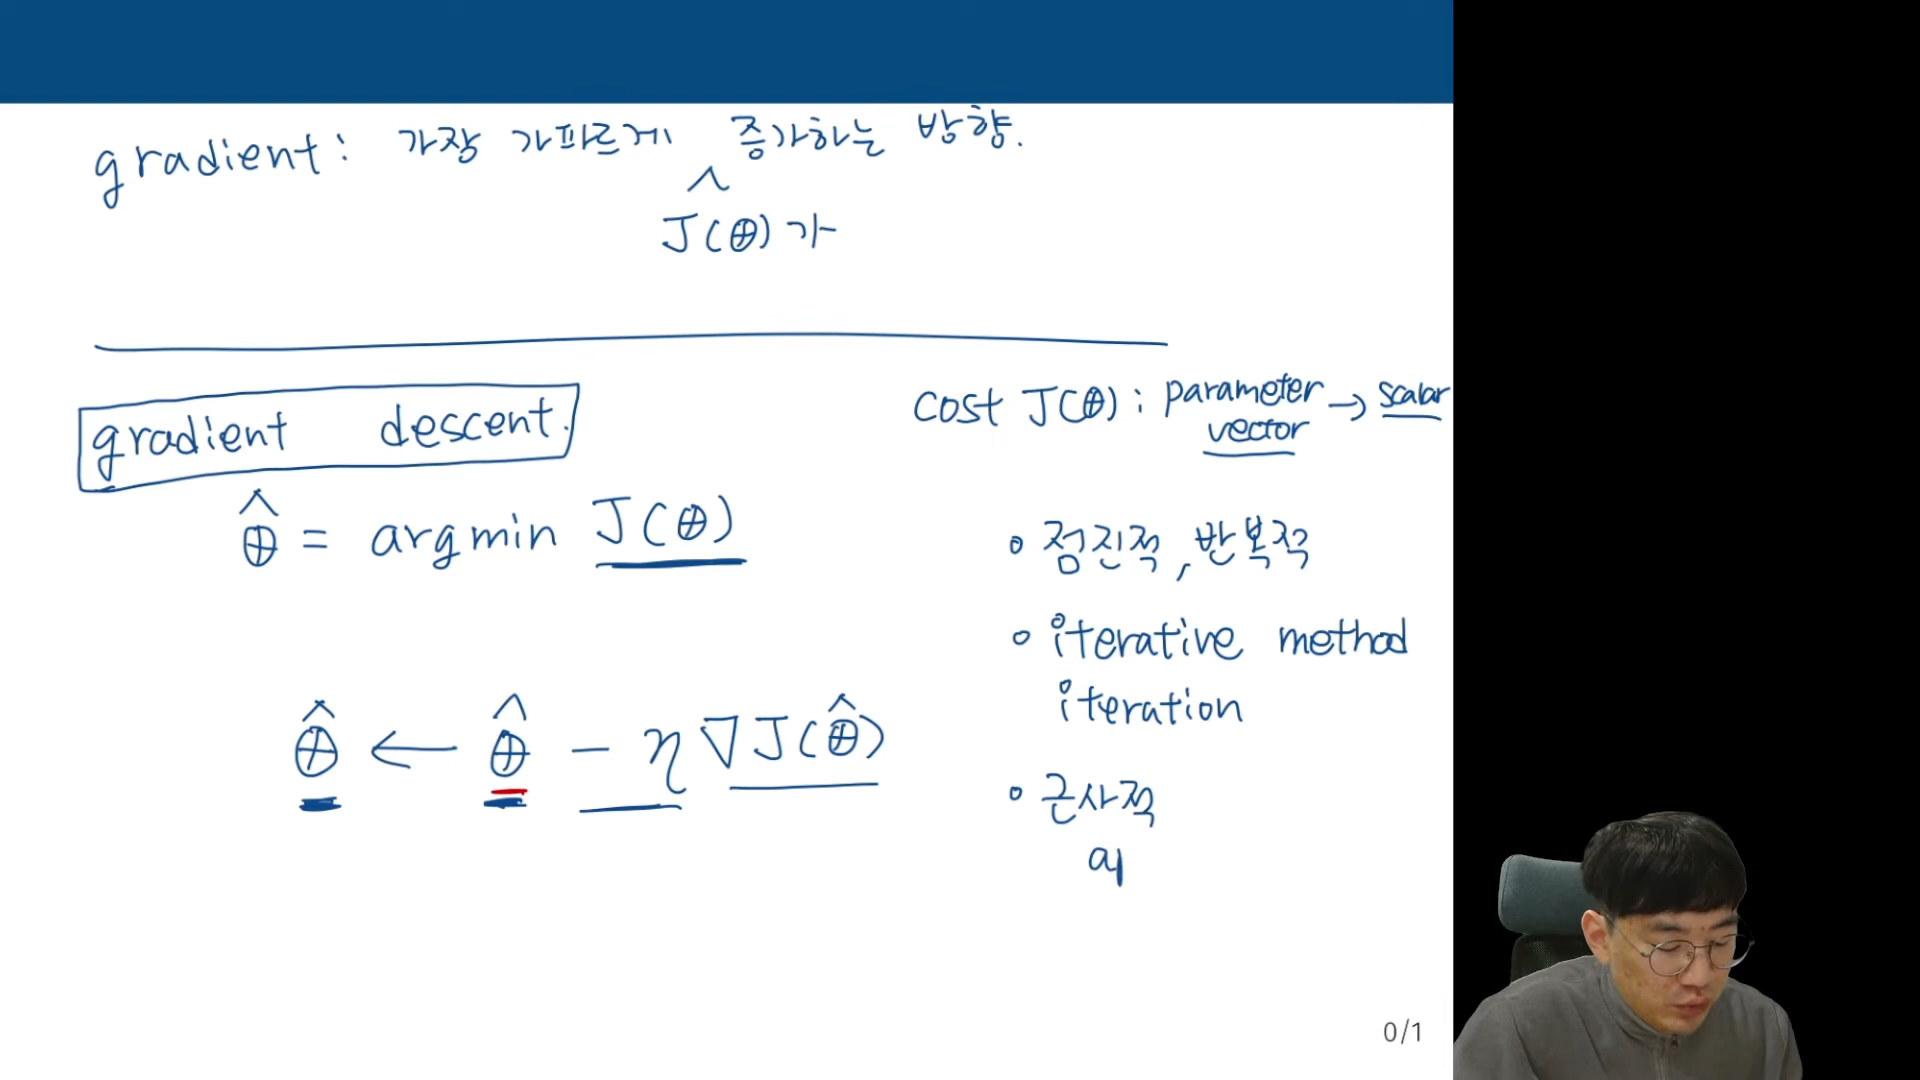 gradient: 가장 가파르게 증가하는 방향.
^
J(θ)가
gradient descent.
cost J(θ): parameter vector → scalar
θ̂ = argmin J(θ)
• 점진적, 반복적
• iterative method
iteration
θ̂ ← θ̂ - η∇J(θ̂)
• 근사적
ap
0/1